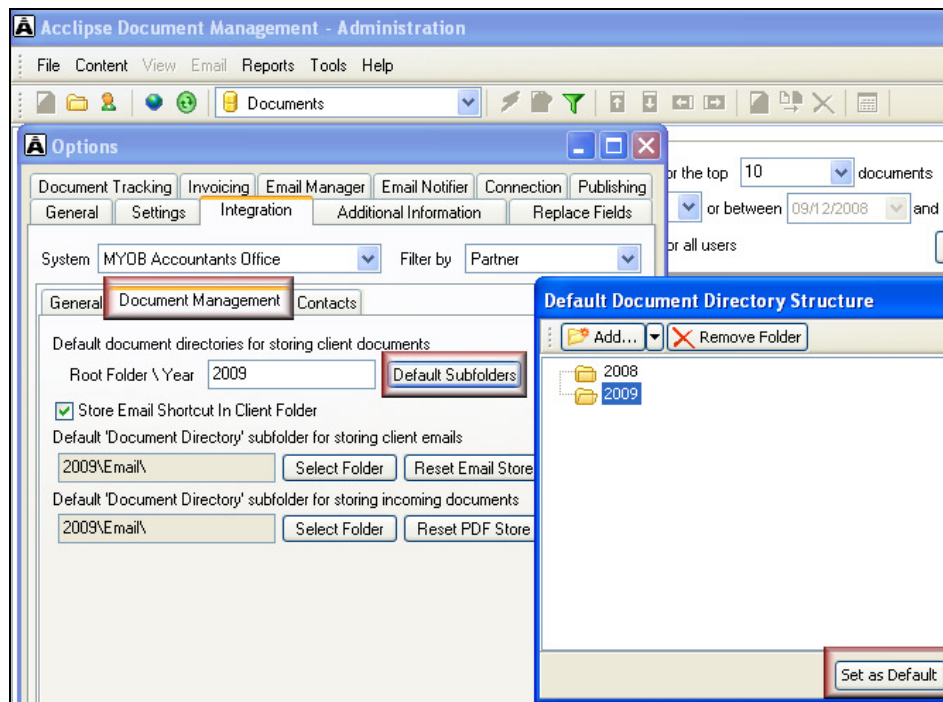 Acclipse Document Management - Administration
File Content View Email Reports Tools Help
Documents
Options
or the top 10 documents
Document Tracking Invoicing Email Manager Email Notifier Connection Publishing
or between 09/12/2008 and
General Settings Integration Additional Information Replace Fields
or all users
System MYOB Accountants Office Filter by Partner
General Document Management Contacts
Default Document Directory Structure
Add... Remove Folder
Default document directories for storing client documents
Root Folder \ Year 2009 Default Subfolders
2008
2009
Store Email Shortcut In Client Folder
Default 'Document Directory' subfolder for storing client emails
2009\Email\ Select Folder Reset Email Store
Default 'Document Directory' subfolder for storing incoming documents
2009\Email\ Select Folder Reset PDF Store
Set as Default